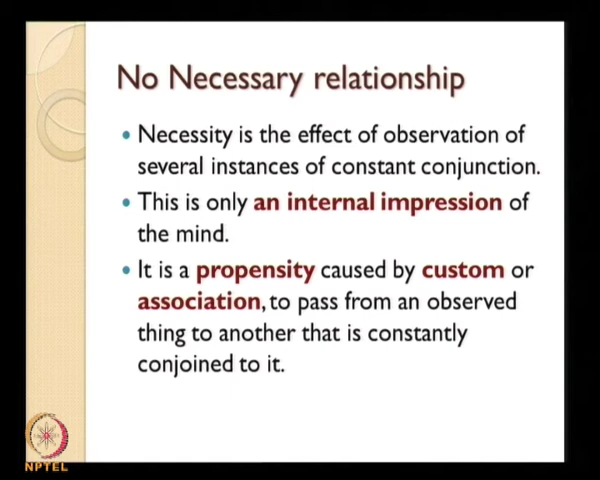 No Necessary relationship
• Necessity is the effect of observation of
several instances of constant conjunction.
• This is only an internal impression of
the mind.
• It is a propensity caused by custom or
association, to pass from an observed
thing to another that is constantly
conjoined to it.
NPTEL